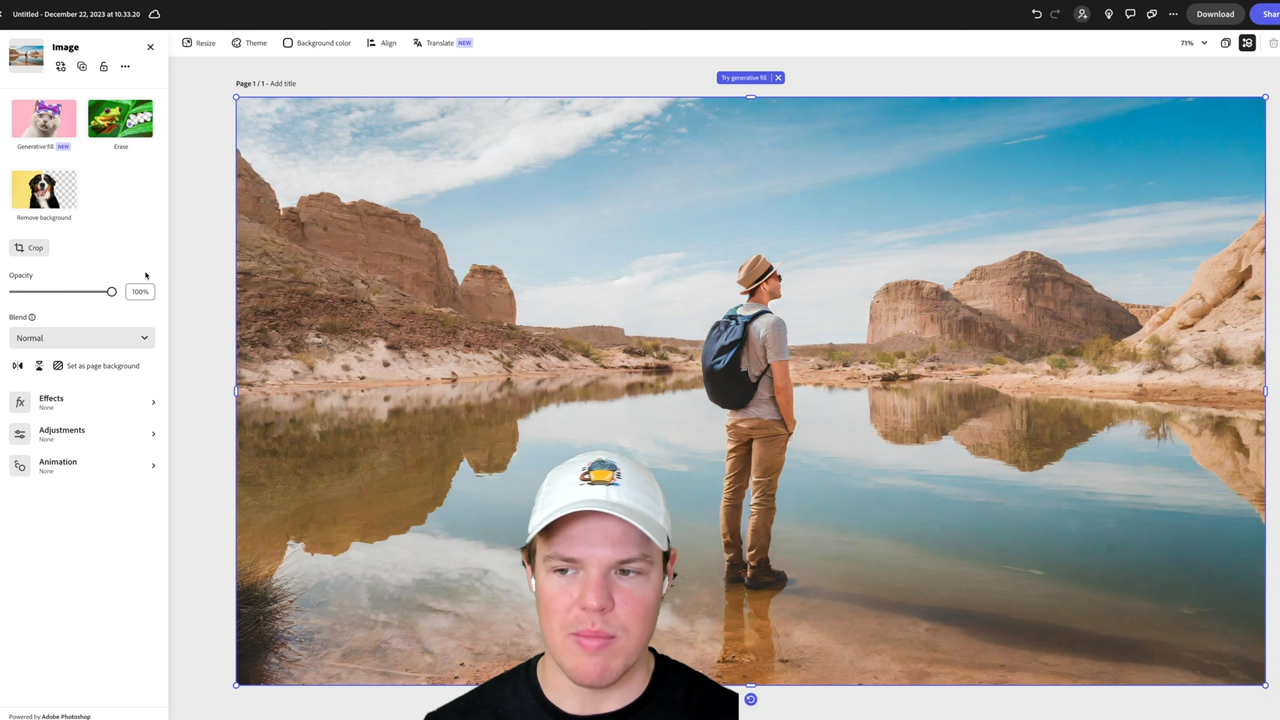 Untitled - December 22, 2023 at 10.33.20
Download
Shar
Image
Resize
Theme
Background color
Align
Translate NEW
71%
Page 1 / 1 - Add title
Try generative fill
Generative fill NEW
Erase
Remove background
Crop
Opacity
100%
Blend
Normal
Set as page background
fx
Effects
None
Adjustments
None
Animation
None
Powered by Adobe Photoshop